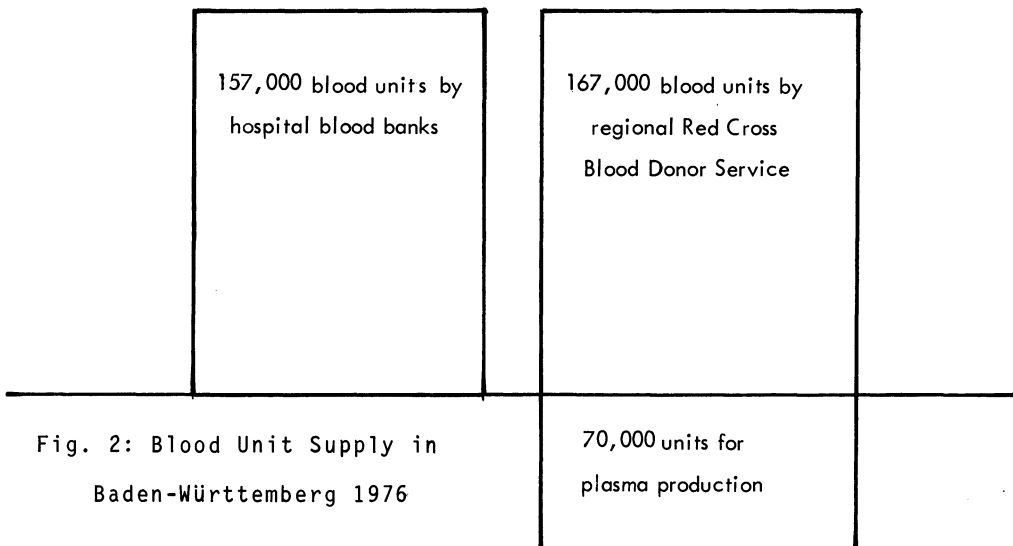 157,000 blood units by
hospital blood banks
167,000 blood units by
regional Red Cross
Blood Donor Service
Fig. 2: Blood Unit Supply in
Baden-Württemberg 1976
70,000 units for
plasma production